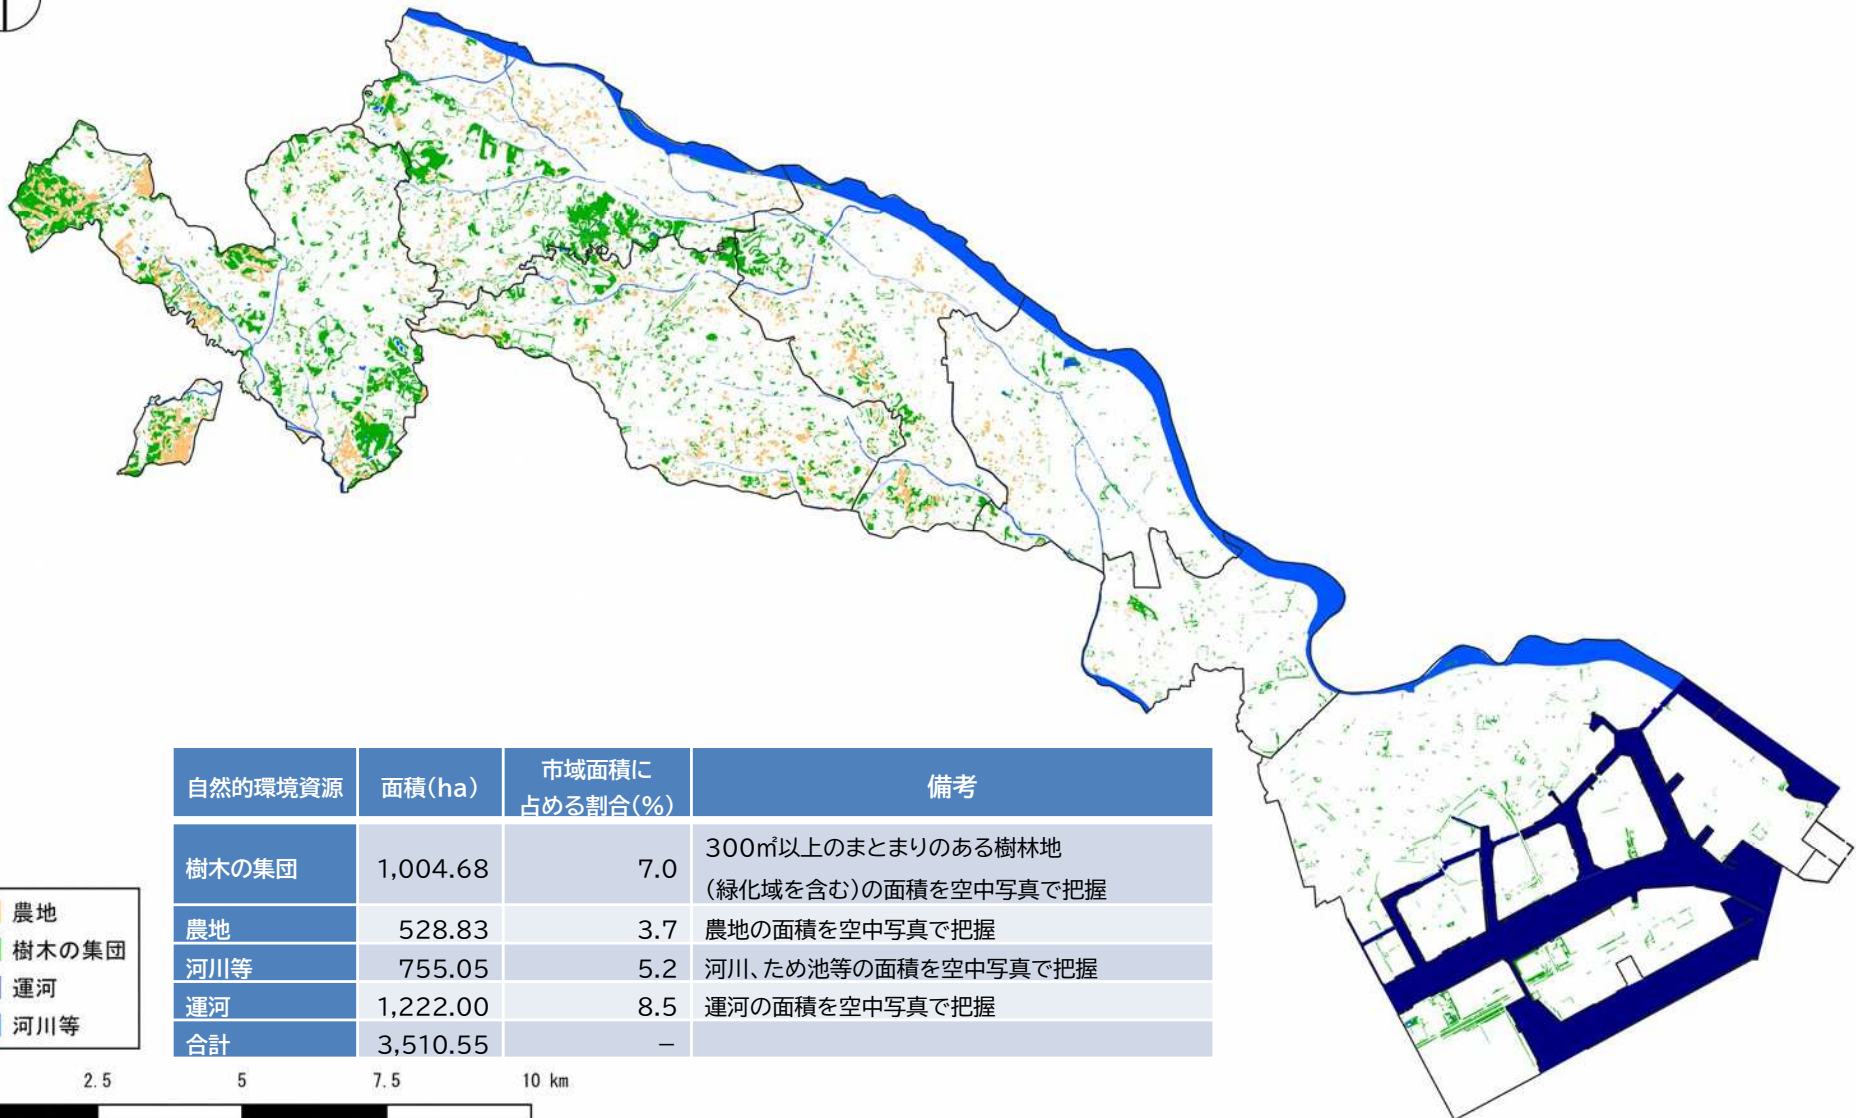 自然的環境資源 面積(ha) 市域面積に占める割合(%) 備考
樹木の集団 1,004.68 7.0 300㎡以上のまとまりのある樹林地
(緑化域を含む)の面積を空中写真で把握
農地 528.83 3.7 農地の面積を空中写真で把握
河川等 755.05 5.2 河川、ため池等の面積を空中写真で把握
運河 1,222.00 8.5 運河の面積を空中写真で把握
合計 3,510.55 –
農地
樹木の集団
運河
河川等
2.5 5 7.5 10 km